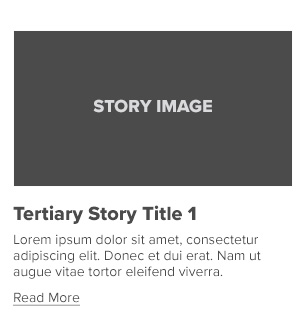 STORY IMAGE
Tertiary Story Title 1
Lorem ipsum dolor sit amet, consectetur
adipiscing elit. Donec et dui erat. Nam ut
augue vitae tortor eleifend viverra.
Read More